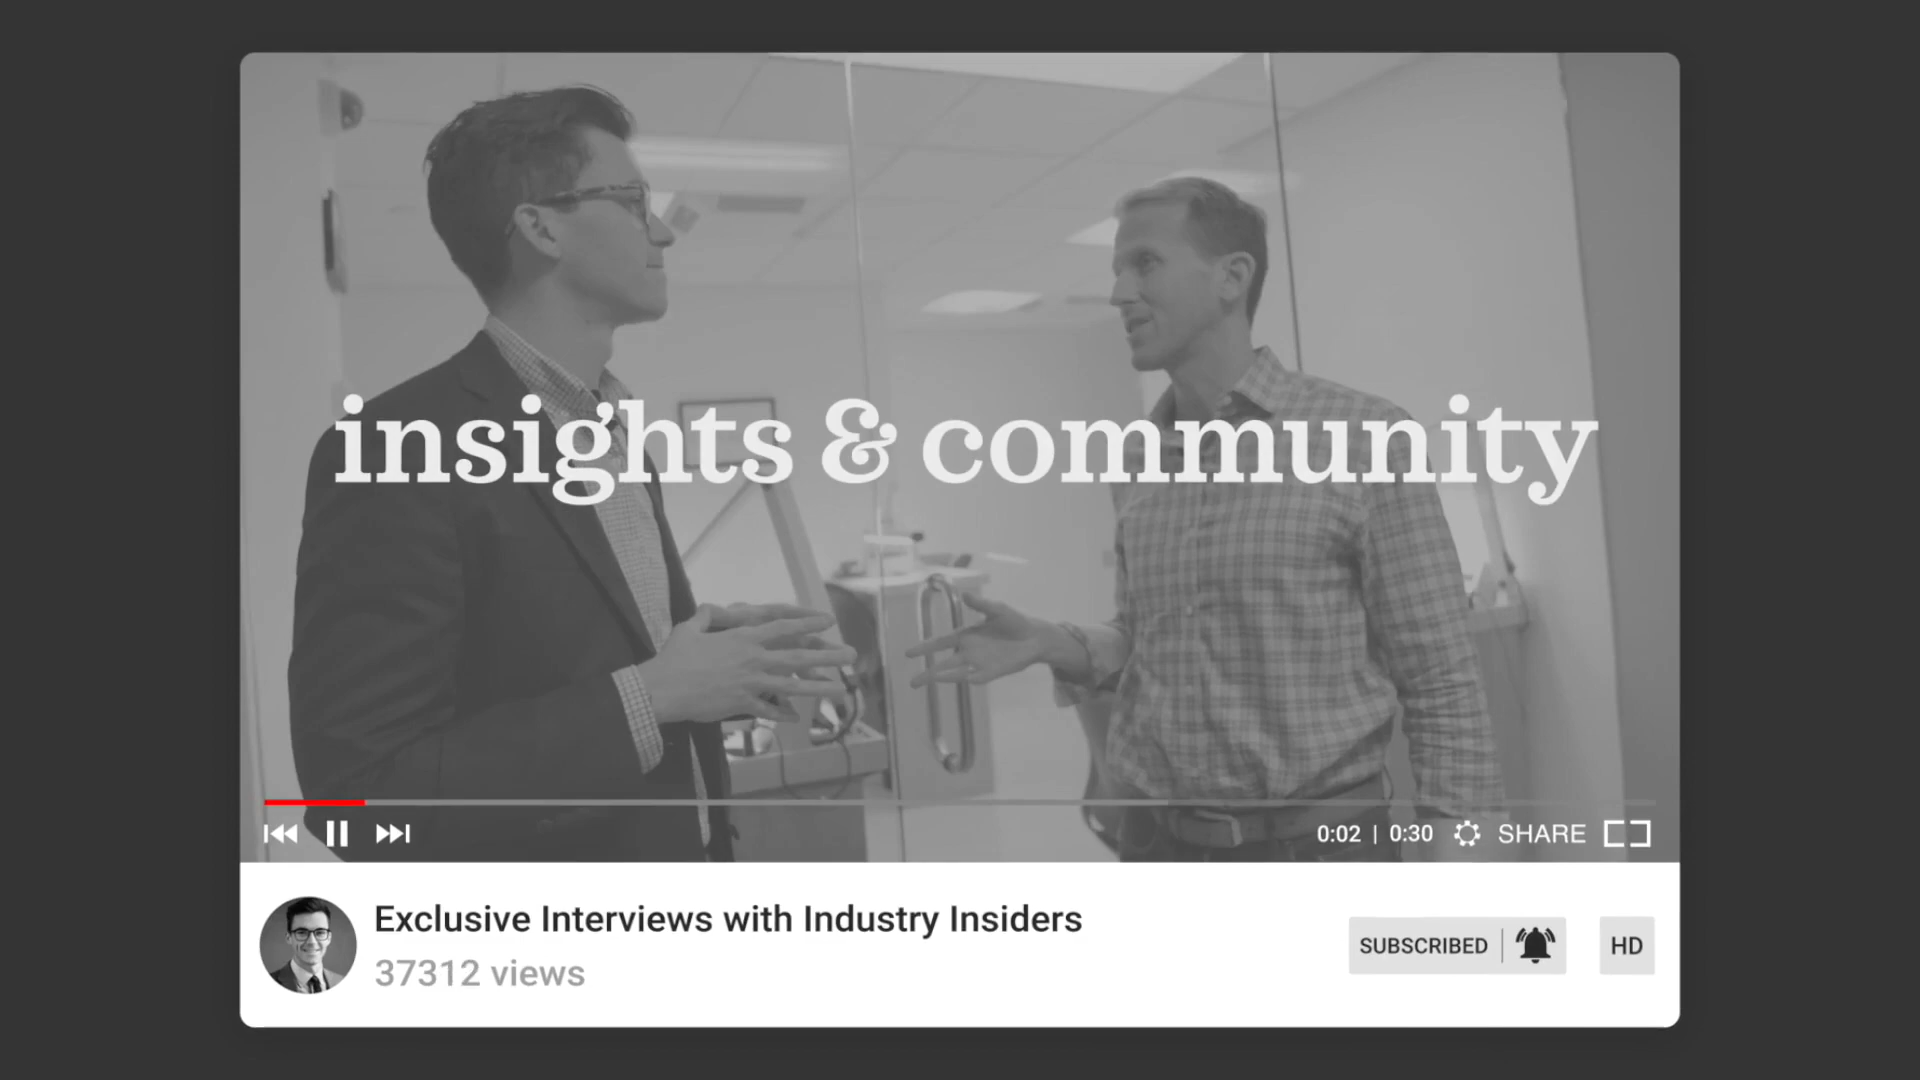 insights & community
0:02 | 0:30 SHARE
Exclusive Interviews with Industry Insiders
37312 views
SUBSCRIBED
HD